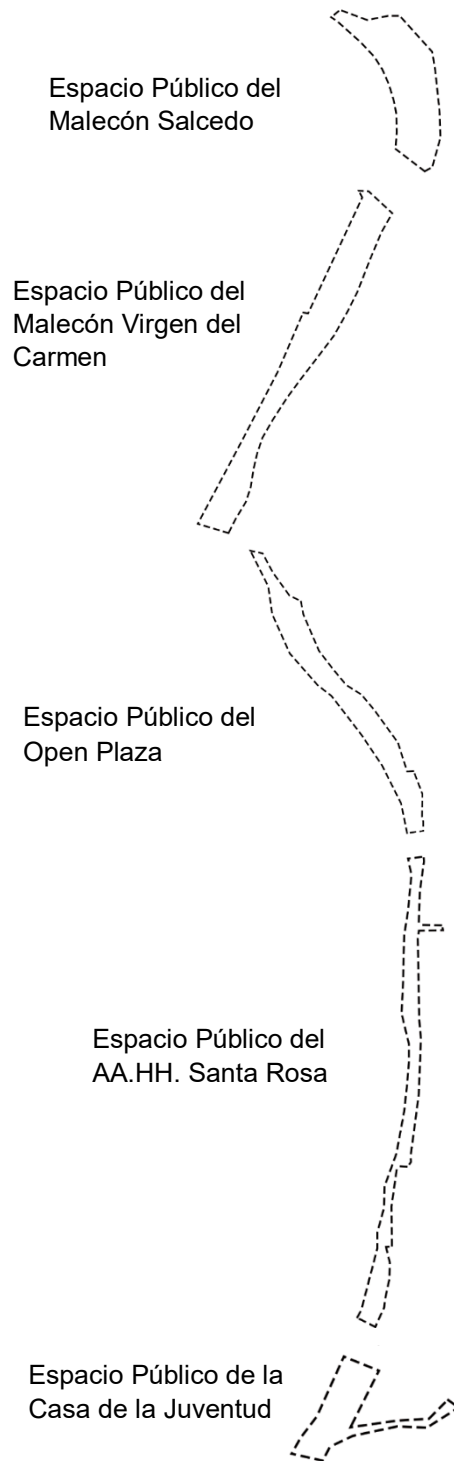 Espacio Público del
Malecón Salcedo
Espacio Público del
Malecón Virgen del
Carmen
Espacio Público del
Open Plaza
Espacio Público del
AA.HH. Santa Rosa
Espacio Público de la
Casa de la Juventud